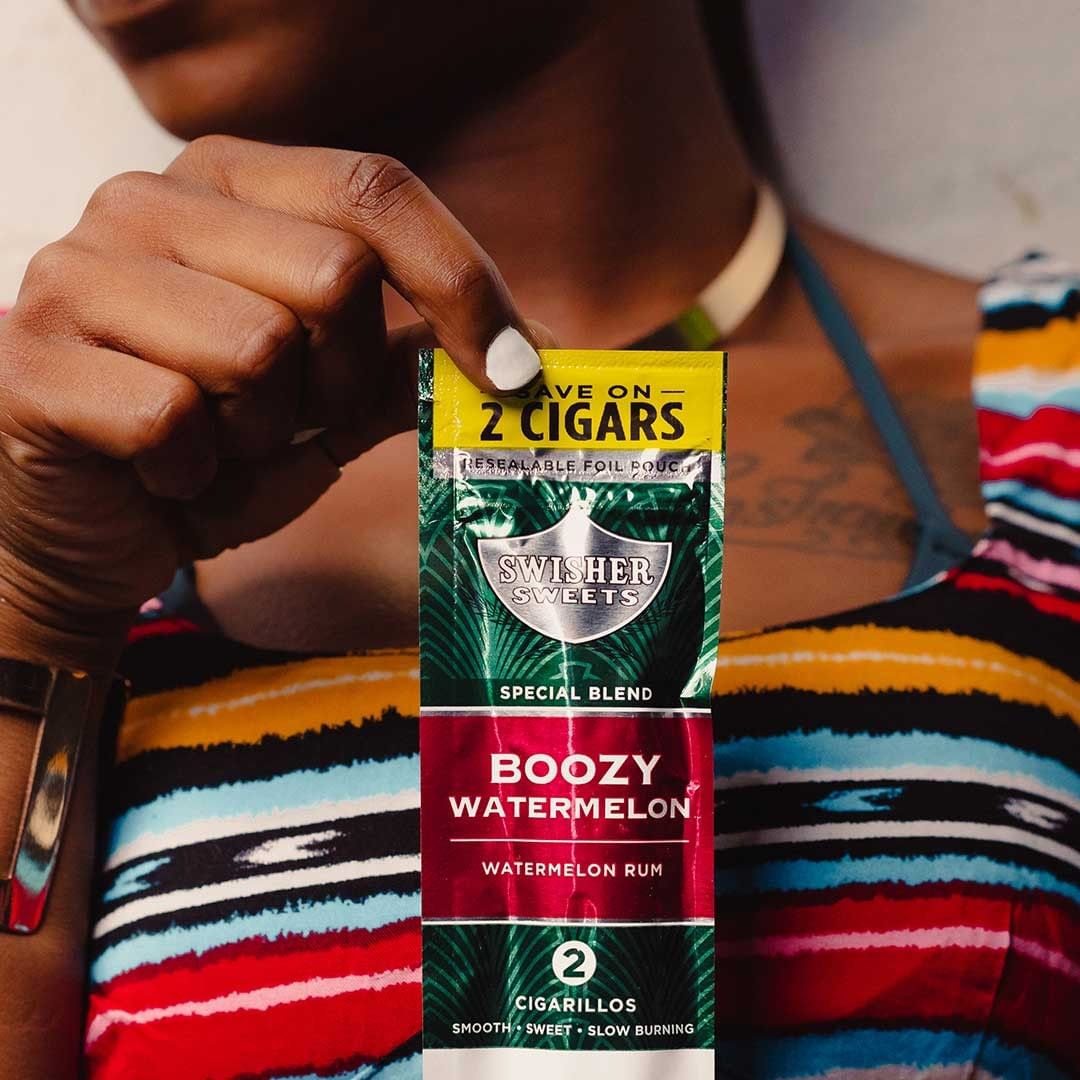 SAVE ON
2 CIGARS
RESEALABLE FOIL POUCH
SWISHER
SWEETS
SPECIAL BLEND
BOOZY
WATERMELON
WATERMELON RUM
2
CIGARILLOS
SMOOTH • SWEET • SLOW BURNING